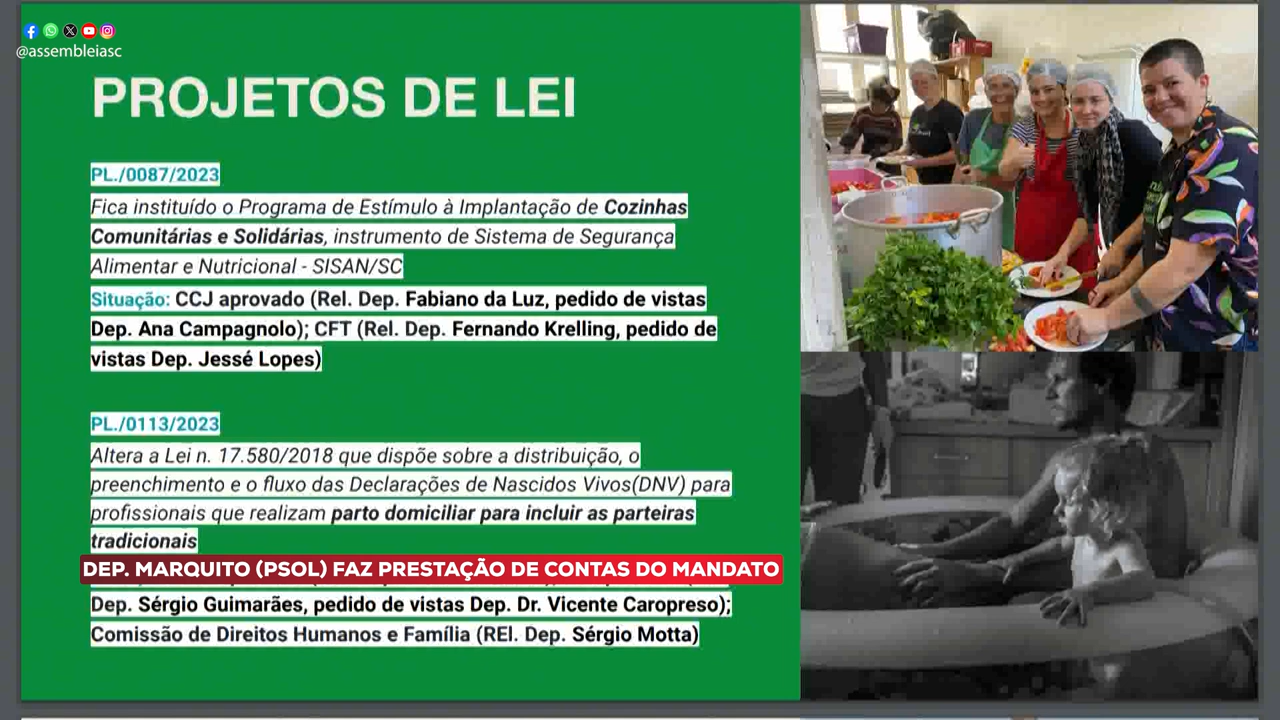 @assembleiasc
PROJETOS DE LEI
PL./0087/2023
Fica instituído o Programa de Estímulo à Implantação de Cozinhas
Comunitárias e Solidárias, instrumento de Sistema de Segurança
Alimentar e Nutricional - SISAN/SC
Situação: CCJ aprovado (Rel. Dep. Fabiano da Luz, pedido de vistas
Dep. Ana Campagnolo); CFT (Rel. Dep. Fernando Krelling, pedido de
vistas Dep. Jessé Lopes)
PL./0113/2023
Altera a Lei n. 17.580/2018 que dispõe sobre a distribuição, o
preenchimento e o fluxo das Declarações de Nascidos Vivos(DNV) para
profissionais que realizam parto domiciliar para incluir as parteiras
tradicionais
DEP. MARQUITO (PSOL) FAZ PRESTAÇÃO DE CONTAS DO MANDATO
Dep. Sérgio Guimarães, pedido de vistas Dep. Dr. Vicente Caropreso);
Comissão de Direitos Humanos e Família (REl. Dep. Sérgio Motta)